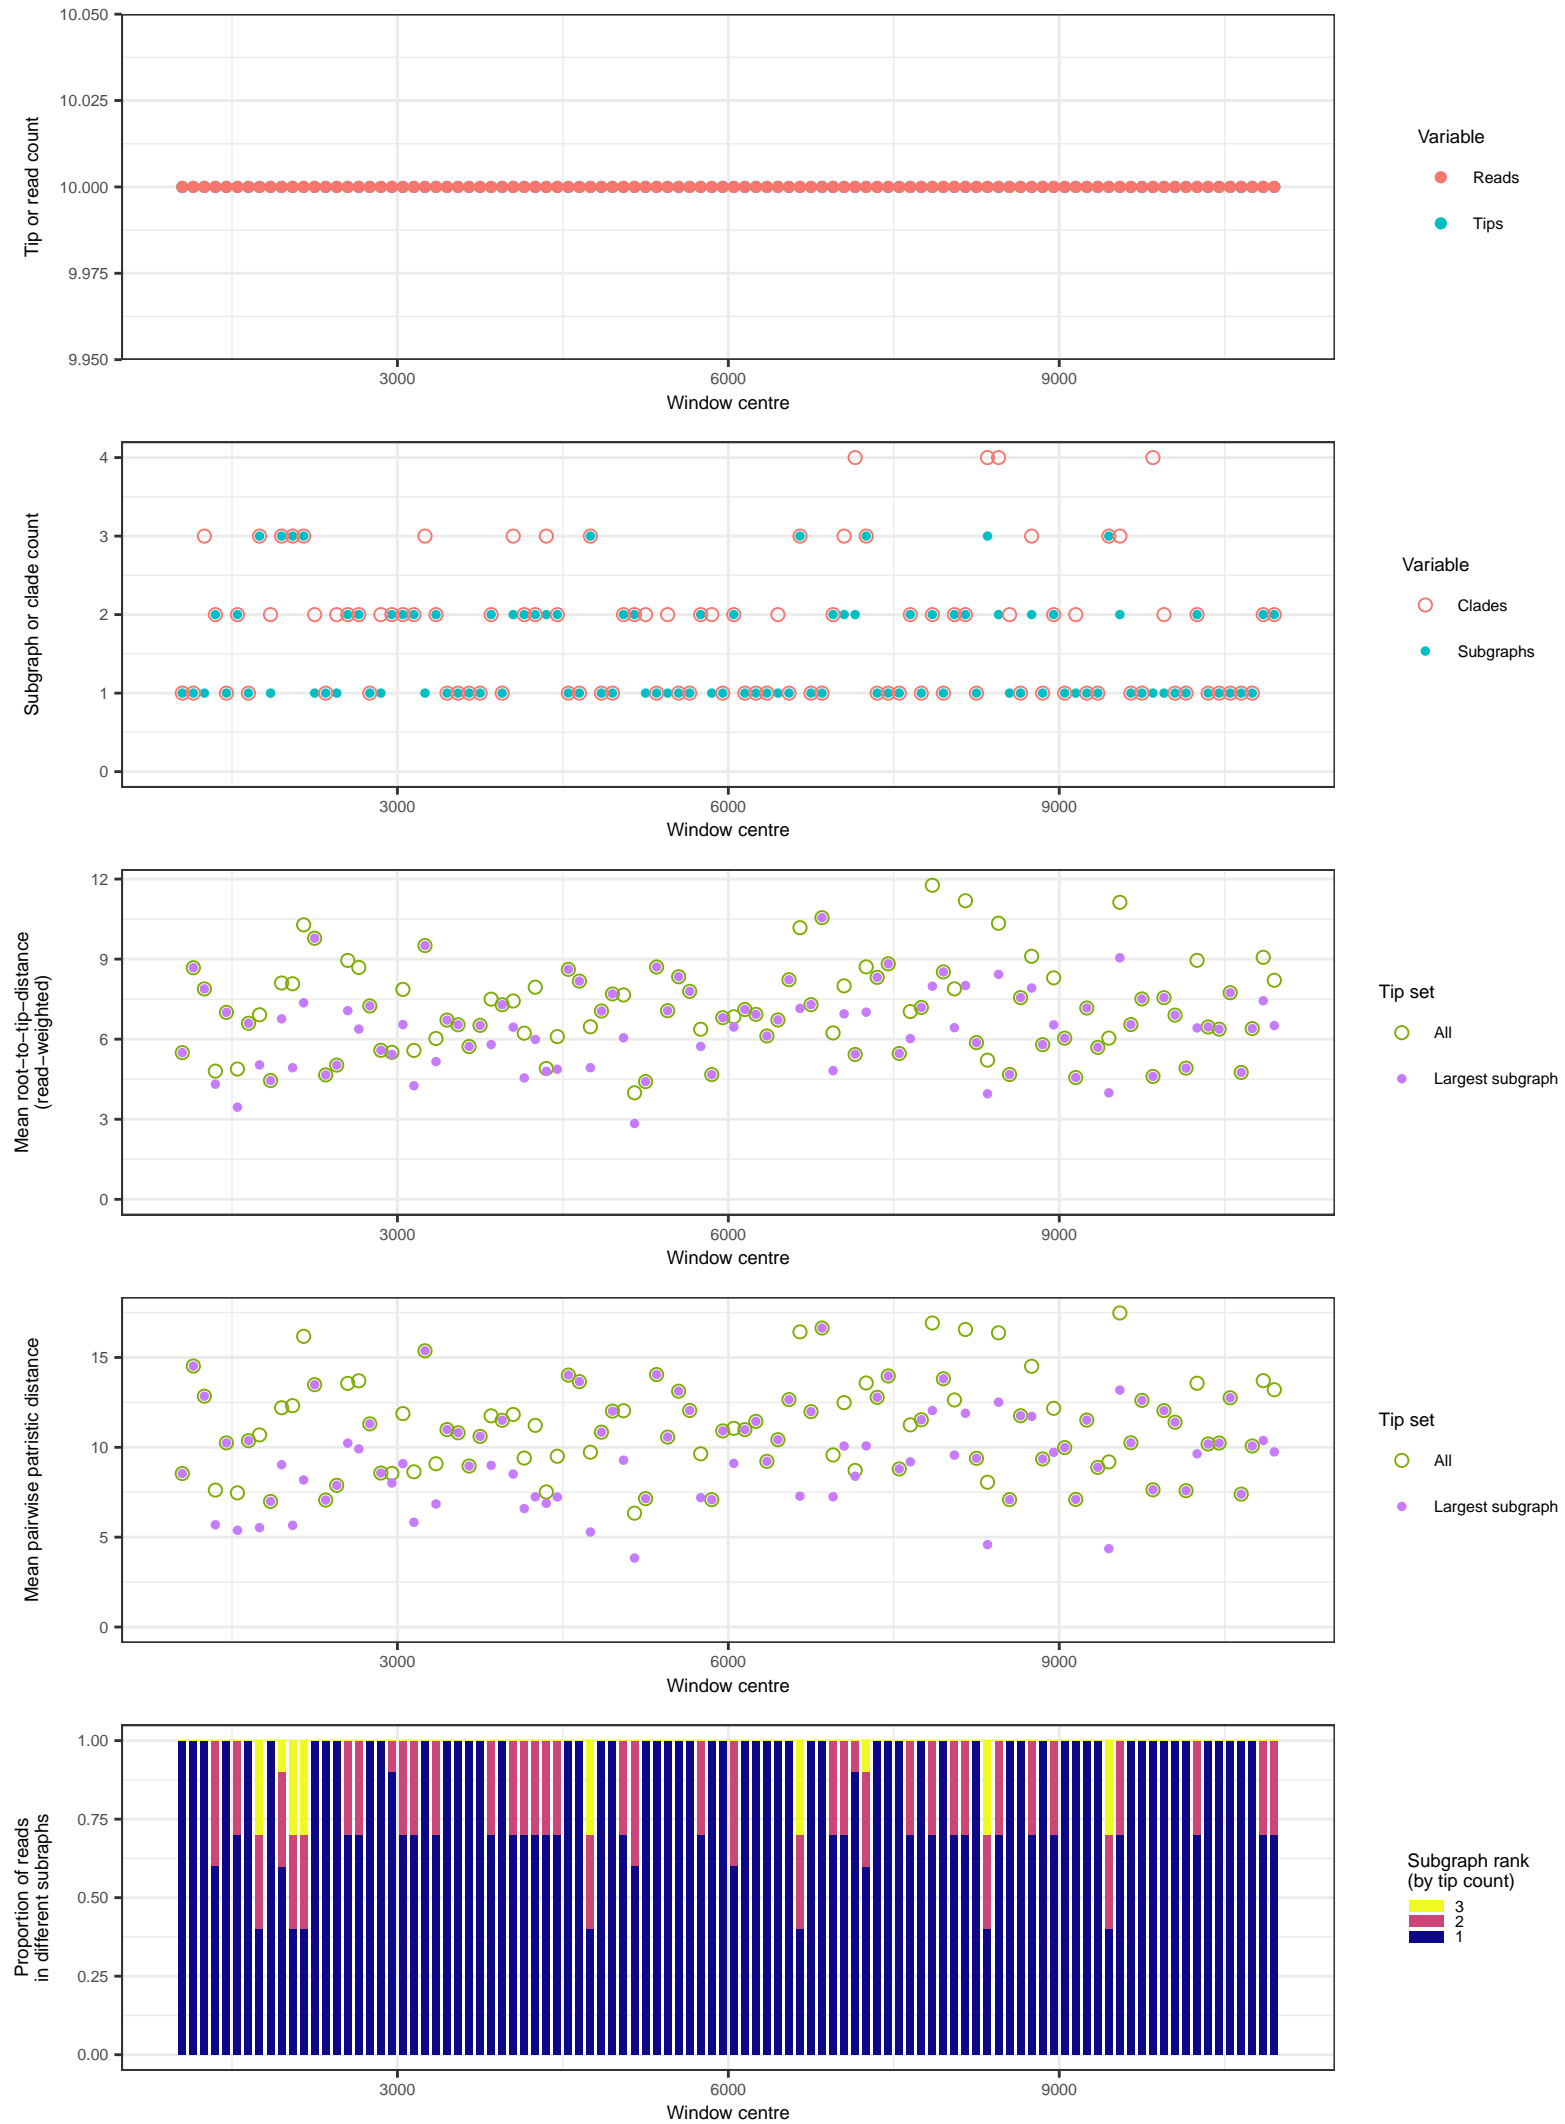 10.050
10.025
10.000
9.975
9.950
Tip or read count
3000
6000
9000
Window centre
Variable
Reads
Tips
4
3
2
1
0
Subgraph or clade count
3000
6000
9000
Window centre
Variable
Clades
Subgraphs
12
9
6
3
0
Mean root−to−tip−distance
(read−weighted)
3000
6000
9000
Window centre
Tip set
All
Largest subgraph
15
10
5
0
Mean pairwise patristic distance
3000
6000
9000
Window centre
Tip set
All
Largest subgraph
1.00
0.75
0.50
0.25
0.00
Proportion of reads
in different subraphs
3000
6000
9000
Window centre
Subgraph rank
(by tip count)
3
2
1